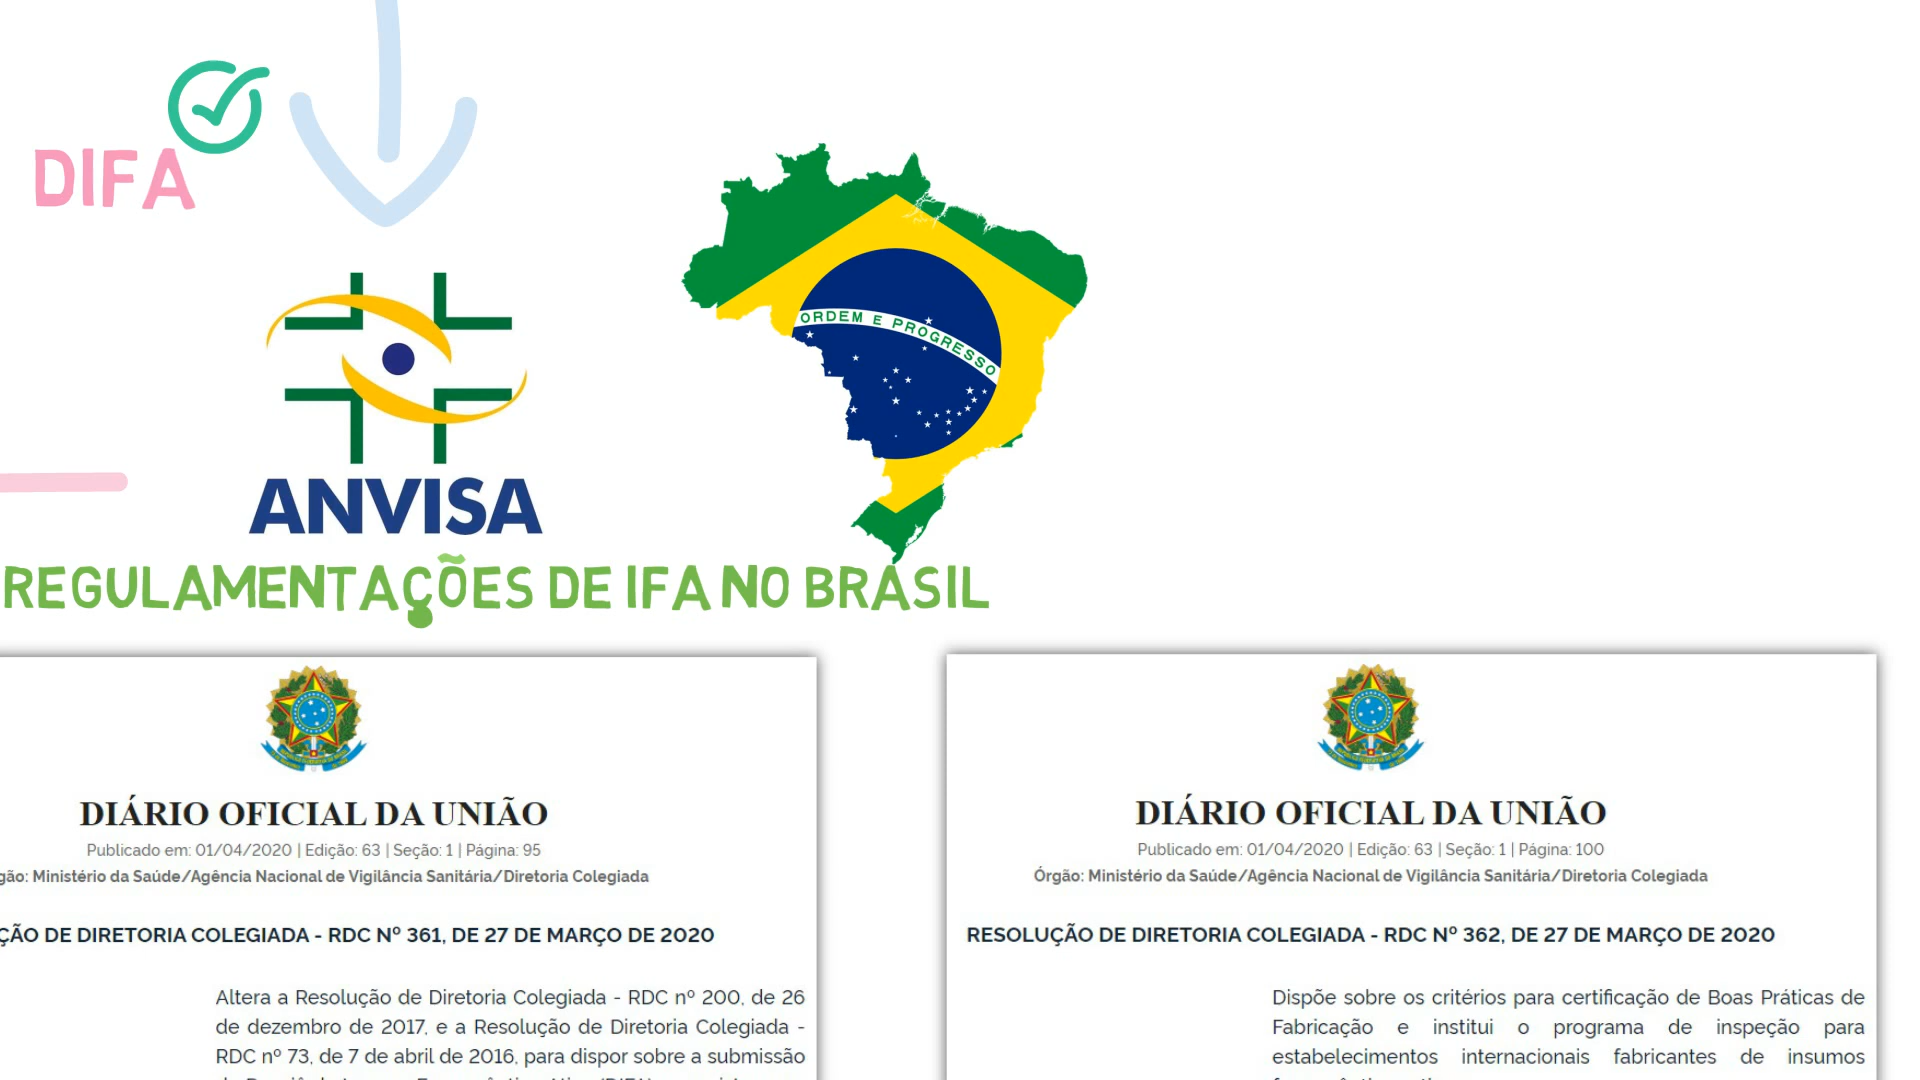 DIFA
ORDEM E PROGRESSO
ANVISA
REGULAMENTAÇÕES DE IFA NO BRASIL
DIÁRIO OFICIAL DA UNIÃO
Publicado em: 01/04/2020 | Edição: 63 | Seção: 1 | Página: 95
Ministério da Saúde/Agência Nacional de Vigilância Sanitária/Diretoria Colegiada
DE DIRETORIA COLEGIADA - RDC Nº 361, DE 27 DE MARÇO DE 2020
Altera a Resolução de Diretoria Colegiada - RDC nº 200, de 26
de dezembro de 2017, e a Resolução de Diretoria Colegiada -
RDC nº 73, de 7 de abril de 2016, para dispor sobre a submissão
DIÁRIO OFICIAL DA UNIÃO
Publicado em: 01/04/2020 | Edição: 63 | Seção: 1 | Página: 100
Órgão: Ministério da Saúde/Agência Nacional de Vigilância Sanitária/Diretoria Colegiada
RESOLUÇÃO DE DIRETORIA COLEGIADA - RDC Nº 362, DE 27 DE MARÇO DE 2020
Dispõe sobre os critérios para certificação de Boas Práticas de
Fabricação e institui o programa de inspeção para
estabelecimentos internacionais fabricantes de insumos